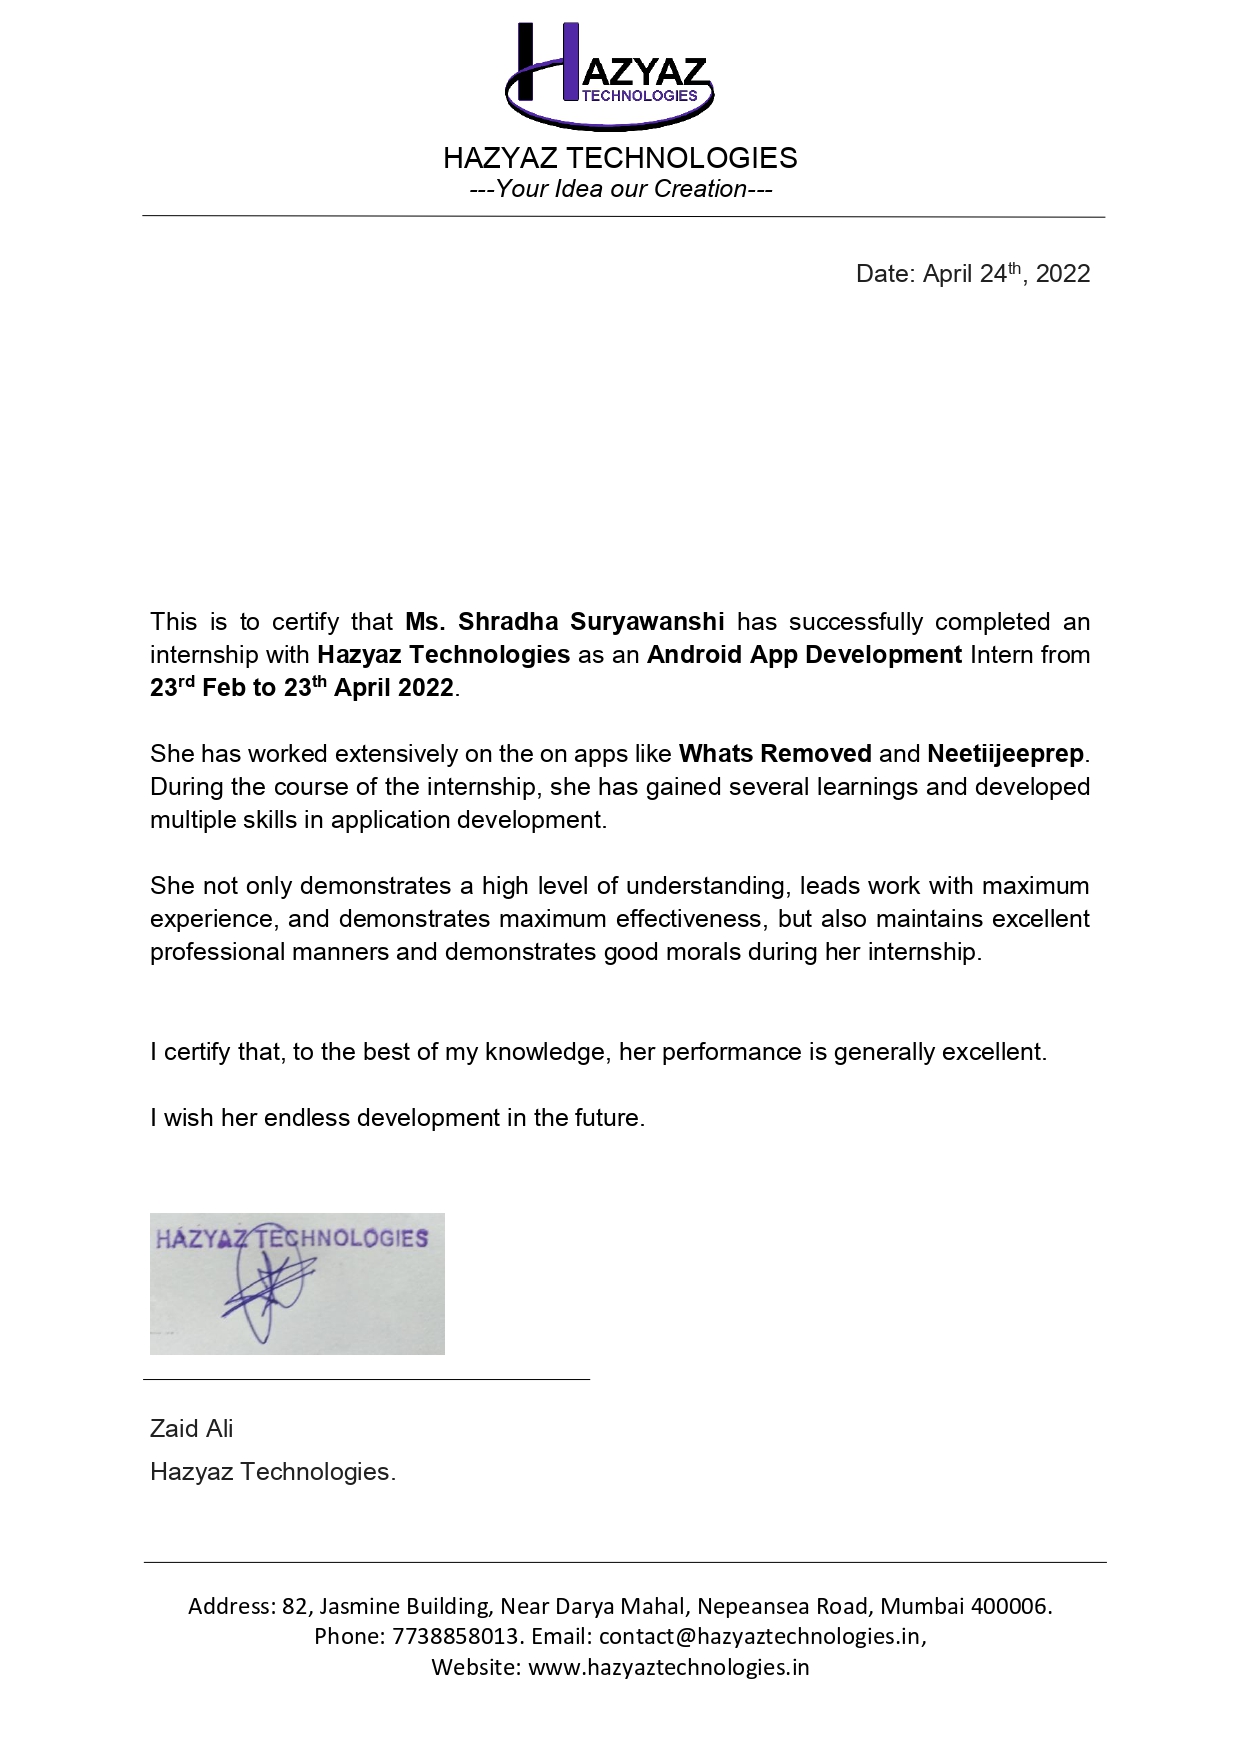 HAZYAZ
TECHNOLOGIES
HAZYAZ TECHNOLOGIES
---Your Idea our Creation---
Date: April 24th, 2022
This is to certify that Ms. Shradha Suryawanshi has successfully completed an
internship with Hazyaz Technologies as an Android App Development Intern from
23rd Feb to 23th April 2022.
She has worked extensively on the on apps like Whats Removed and Neetiijeeprep.
During the course of the internship, she has gained several learnings and developed
multiple skills in application development.
She not only demonstrates a high level of understanding, leads work with maximum
experience, and demonstrates maximum effectiveness, but also maintains excellent
professional manners and demonstrates good morals during her internship.
I certify that, to the best of my knowledge, her performance is generally excellent.
I wish her endless development in the future.
HAZYAZ TECHNOLOGIES
Zaid Ali
Hazyaz Technologies.
Address: 82, Jasmine Building, Near Darya Mahal, Nepeansea Road, Mumbai 400006.
Phone: 7738858013. Email: contact@hazyaztechnologies.in,
Website: www.hazyaztechnologies.in